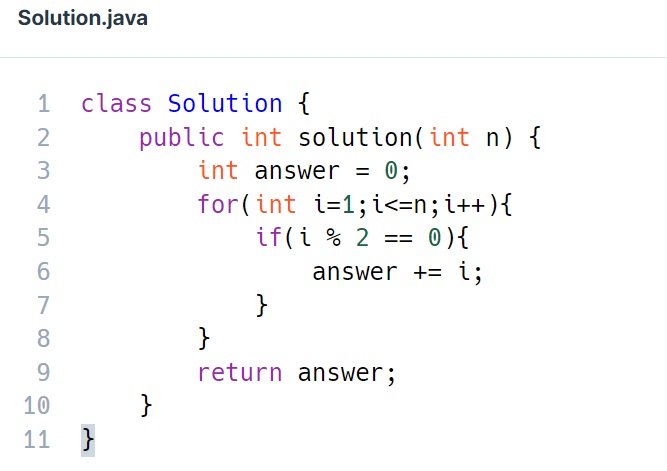 Solution.java
1 class Solution {
2     public int solution(int n) {
3         int answer = 0;
4         for(int i=1;i<=n;i++){
5             if(i % 2 == 0){
6                 answer += i;
7             }
8         }
9         return answer;
10     }
11 }